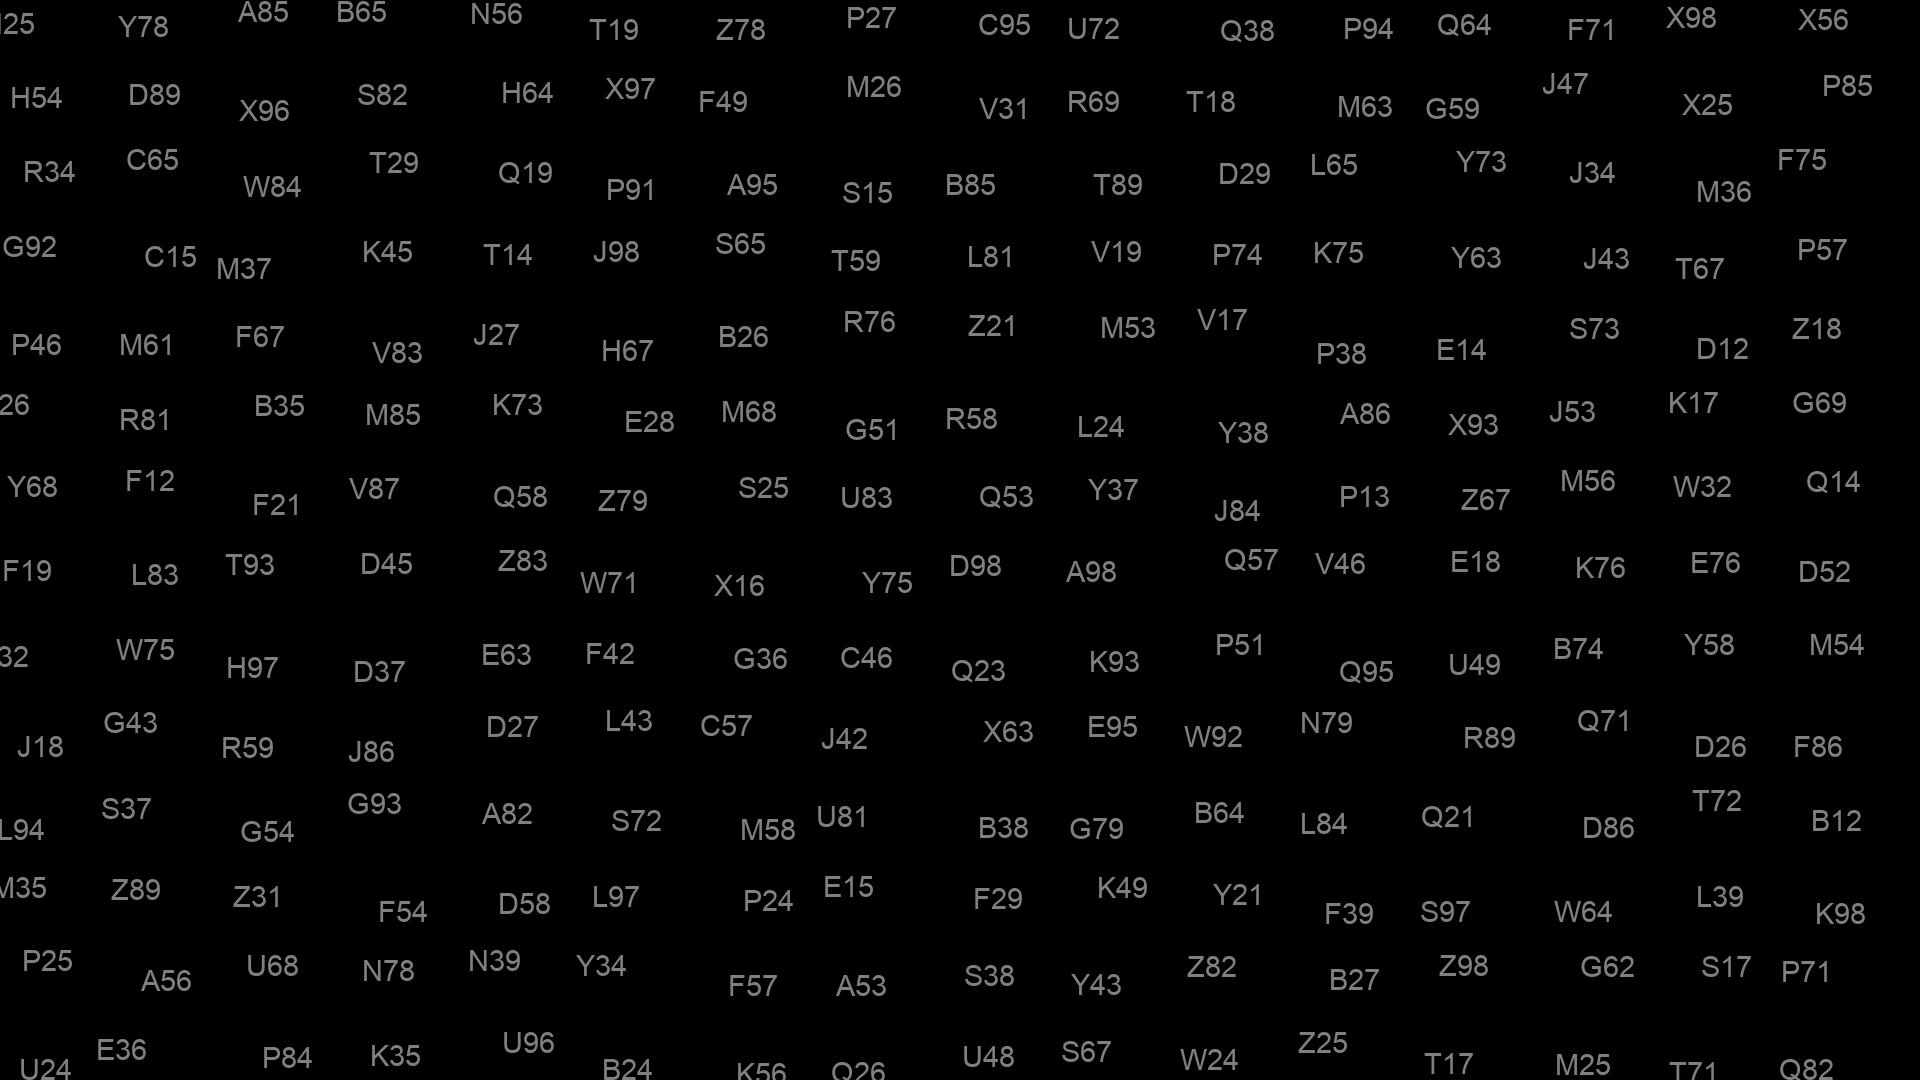 25 Y78 A85 B65 N56 T19 Z78 P27 C95 U72 Q38 P94 Q64 F71 X98 X56
H54 D89 X96 S82 H64 X97 F49 M26 V31 R69 T18 M63 G59 J47 X25 P85
R34 C65 W84 T29 Q19 P91 A95 S15 B85 T89 D29 L65 Y73 J34 M36 F75
G92 C15 M37 K45 T14 J98 S65 T59 L81 V19 P74 K75 Y63 J43 T67 P57
P46 M61 F67 V83 J27 H67 B26 R76 Z21 M53 V17 P38 E14 S73 D12 Z18
26 R81 B35 M85 K73 E28 M68 G51 R58 L24 Y38 A86 X93 J53 K17 G69
Y68 F12 F21 V87 Q58 Z79 S25 U83 Q53 Y37 J84 P13 Z67 M56 W32 Q14
F19 L83 T93 D45 Z83 W71 X16 Y75 D98 A98 Q57 V46 E18 K76 E76 D52
32 W75 H97 D37 E63 F42 G36 C46 Q23 K93 P51 Q95 U49 B74 Y58 M54
J18 G43 R59 J86 D27 L43 C57 J42 X63 E95 W92 N79 R89 Q71 D26 F86
L94 S37 G54 G93 A82 S72 M58 U81 B38 G79 B64 L84 Q21 D86 T72 B12
M35 Z89 Z31 F54 D58 L97 P24 E15 F29 K49 Y21 F39 S97 W64 L39 K98
P25 A56 U68 N78 N39 Y34 F57 A53 S38 Y43 Z82 B27 Z98 G62 S17 P71
U24 E36 P84 K35 U96 B24 K56 Q26 U48 S67 W24 Z25 T17 M25 T71 Q82